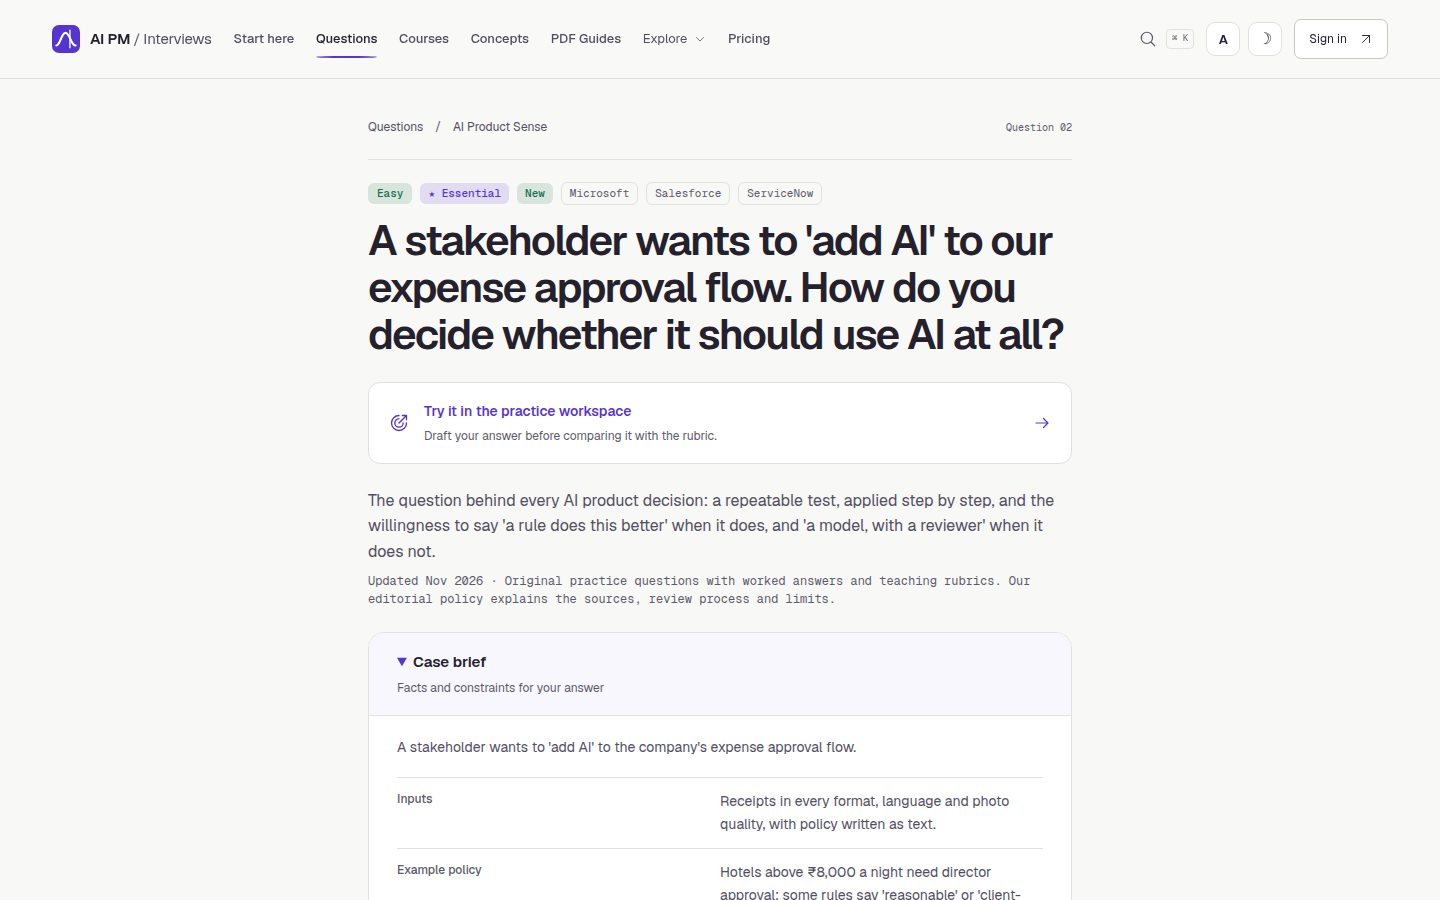 AI PM / Interviews Start here Questions Courses Concepts PDF Guides Explore Pricing ⌘ K A Sign in
Questions / AI Product Sense Question 02
Easy ★ Essential New Microsoft Salesforce ServiceNow
A stakeholder wants to 'add AI' to our
expense approval flow. How do you
decide whether it should use AI at all?
Try it in the practice workspace
Draft your answer before comparing it with the rubric.
The question behind every AI product decision: a repeatable test, applied step by step, and the
willingness to say 'a rule does this better' when it does, and 'a model, with a reviewer' when it
does not.
Updated Nov 2026 · Original practice questions with worked answers and teaching rubrics. Our
editorial policy explains the sources, review process and limits.
Case brief
Facts and constraints for your answer
A stakeholder wants to 'add AI' to the company's expense approval flow.
Inputs Receipts in every format, language and photo
quality, with policy written as text.
Example policy Hotels above ₹8,000 a night need director
approval; some rules say 'reasonable' or 'client-